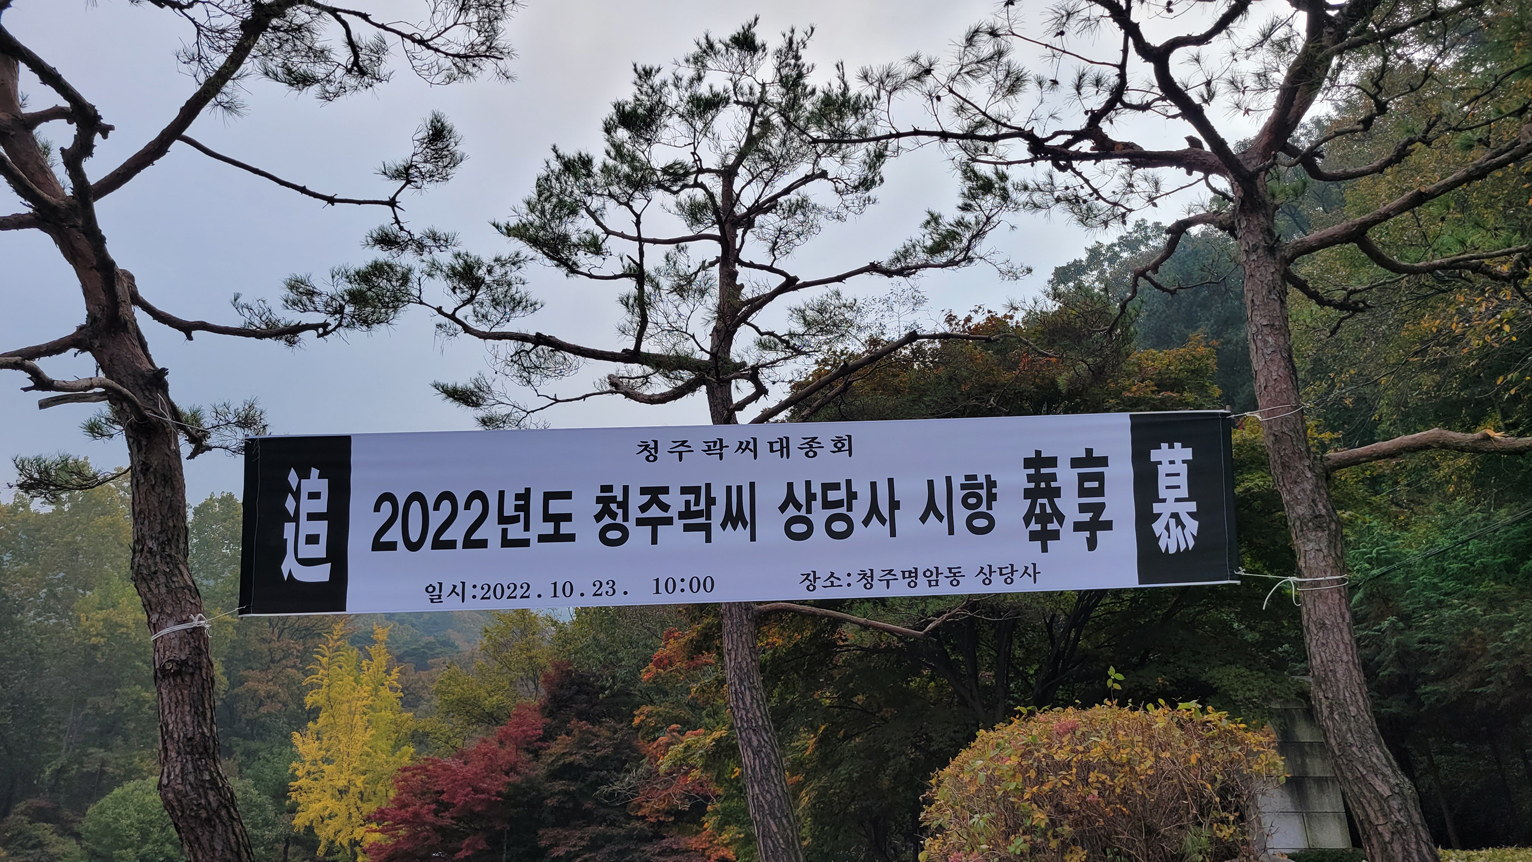 청주곽씨대종회
追 2022년도 청주곽씨 상당사 시향 奉享 慕
일시:2022.10.23. 10:00 장소:청주명암동 상당사